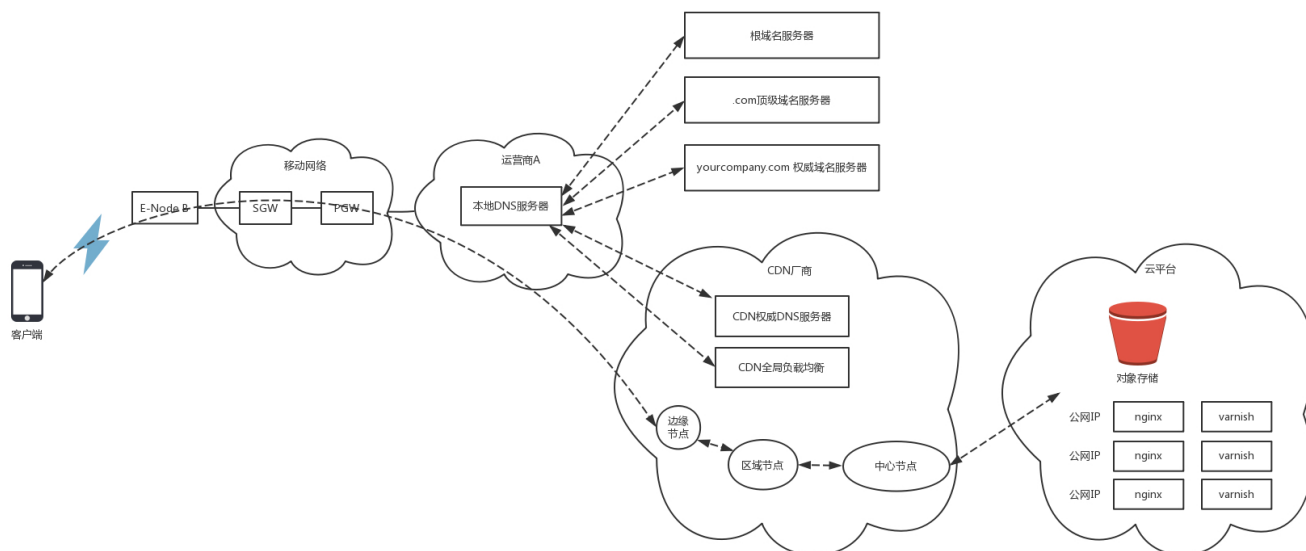 根域名服务器
.com顶级域名服务器
yourcompany.com 权威域名服务器
运营商A
本地DNS服务器
移动网络
E-Node B
SGW
PGW
客户端
CDN厂商
CDN权威DNS服务器
CDN全局负载均衡
边缘
节点
区域节点
中心节点
云平台
对象存储
公网IP nginx varnish
公网IP nginx varnish
公网IP nginx varnish